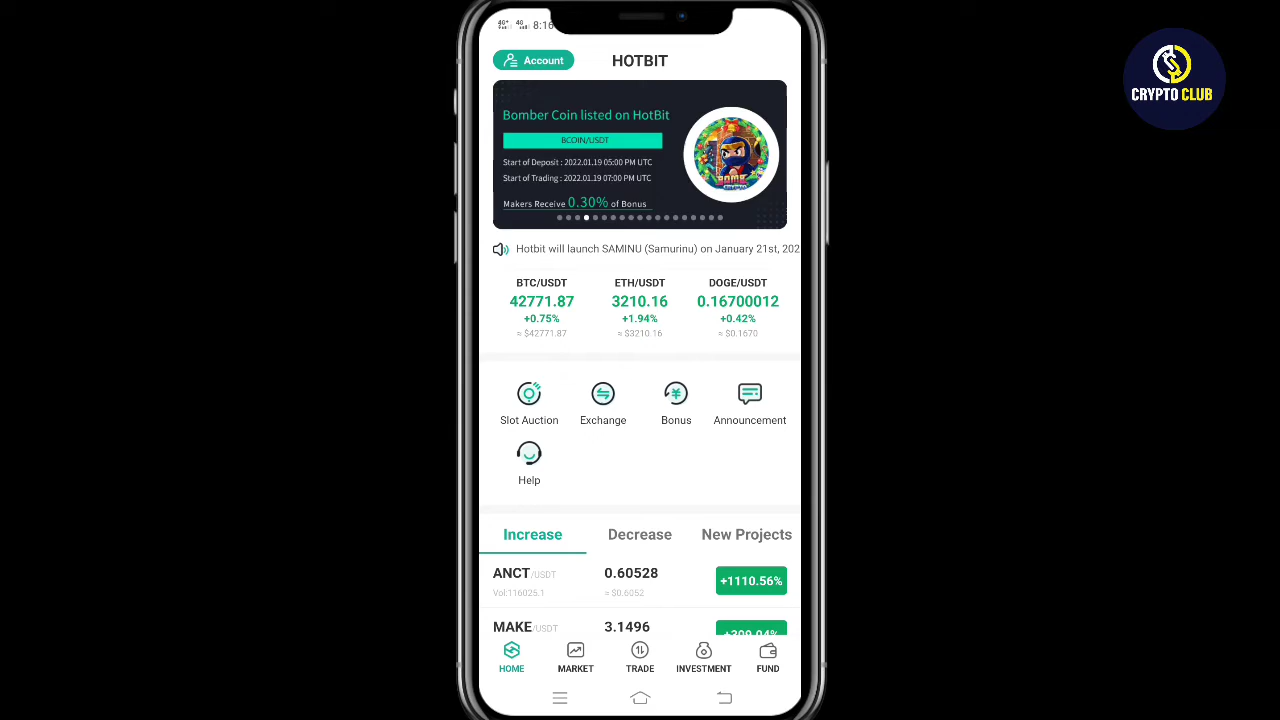 4G+ 4G 8:16
Account
HOTBIT
CRYPTO CLUB
Bomber Coin listed on HotBit
BCOIN/USDT
Start of Deposit : 2022.01.19 05:00 PM UTC
Start of Trading : 2022.01.19 07:00 PM UTC
Makers Receive 0.30% of Bonus
BOMB
Hotbit will launch SAMINU (Samurinu) on January 21st, 202
BTC/USDT ETH/USDT DOGE/USDT
42771.87 3210.16 0.16700012
+0.75% +1.94% +0.42%
≈ $42771.87 ≈ $3210.16 ≈ $0.1670
Slot Auction Exchange Bonus Announcement
Help
Increase Decrease New Projects
ANCT/USDT 0.60528 +1110.56%
Vol:116025.1 ≈ $0.6052
MAKE/USDT 3.1496
HOME MARKET TRADE INVESTMENT FUND